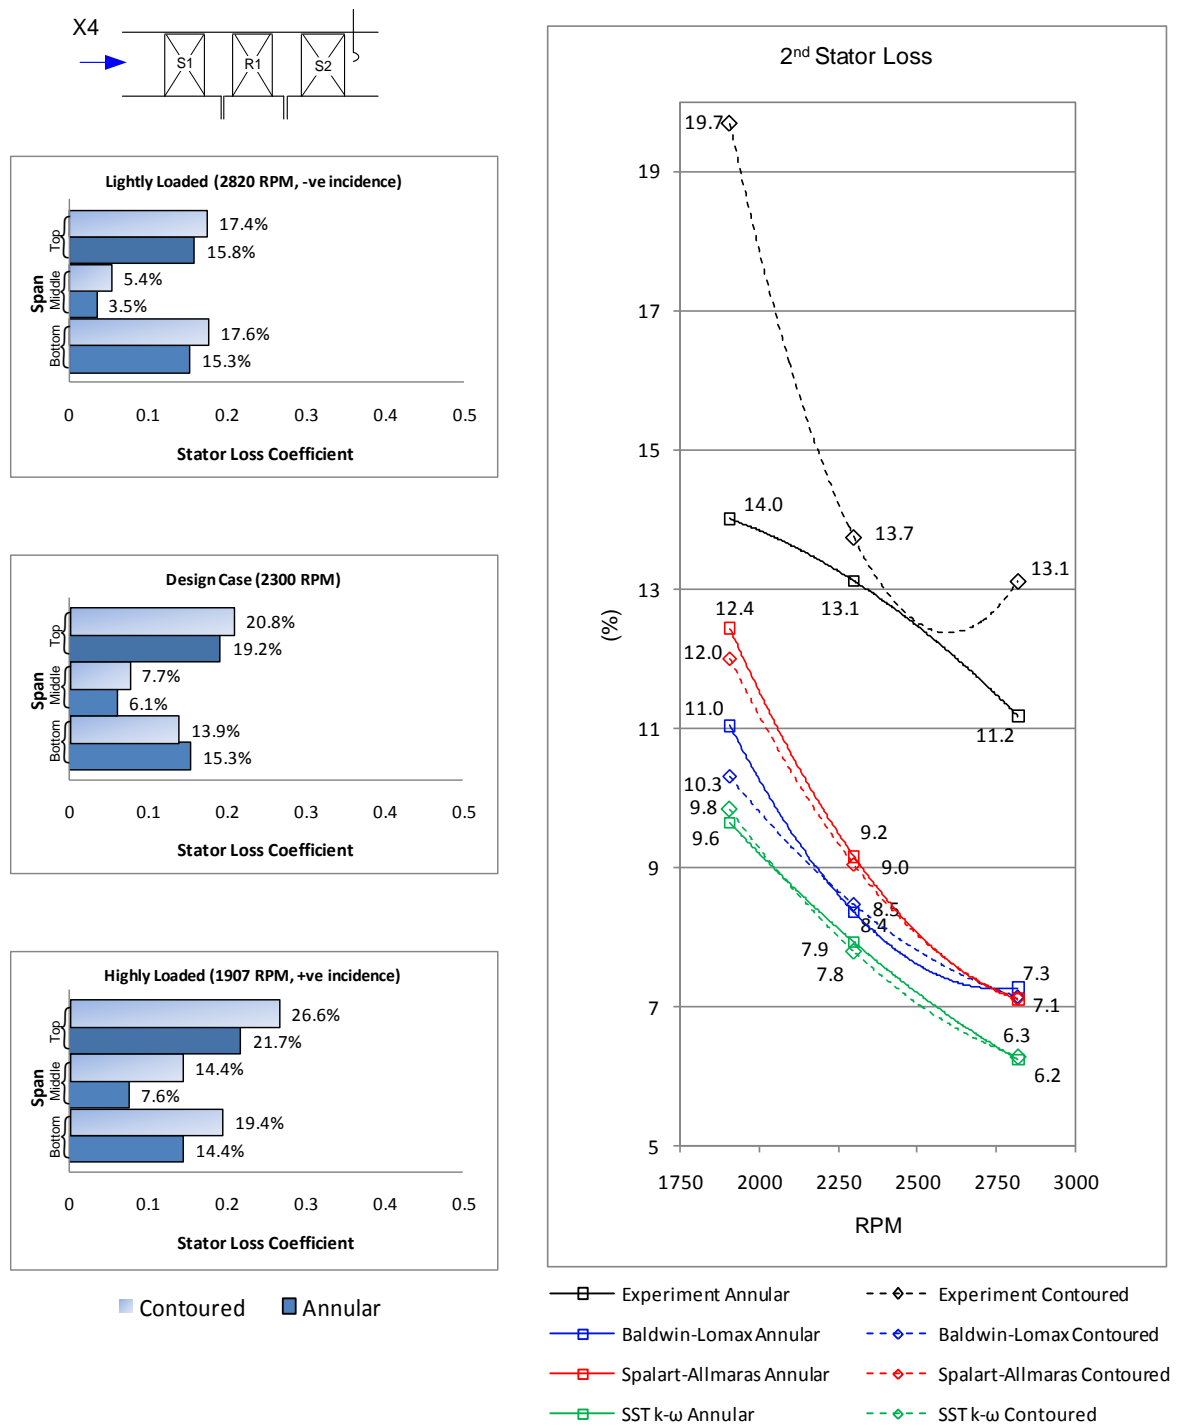 X4
S1 R1 S2
Lightly Loaded (2820 RPM, -ve incidence)
Span
Top
Middle
Bottom
17.4%
15.8%
5.4%
3.5%
17.6%
15.3%
0 0.1 0.2 0.3 0.4 0.5
Stator Loss Coefficient
Design Case (2300 RPM)
Span
Top
Middle
Bottom
20.8%
19.2%
7.7%
6.1%
13.9%
15.3%
0 0.1 0.2 0.3 0.4 0.5
Stator Loss Coefficient
Highly Loaded (1907 RPM, +ve incidence)
Span
Top
Middle
Bottom
26.6%
21.7%
14.4%
7.6%
19.4%
14.4%
0 0.1 0.2 0.3 0.4 0.5
Stator Loss Coefficient
Contoured Annular
2nd Stator Loss
(%)
19
17
15
13
11
9
7
5
19.7
14.0
13.7
13.1
13.1
12.4
12.0
11.0
11.2
10.3
9.8
9.6
9.2
9.0
8.5
8.4
7.9
7.8
7.3
7.1
6.3
6.2
1750 2000 2250 2500 2750 3000
RPM
Experiment Annular Experiment Contoured
Baldwin-Lomax Annular Baldwin-Lomax Contoured
Spalart-Allmaras Annular Spalart-Allmaras Contoured
SST k-ω Annular SST k-ω Contoured